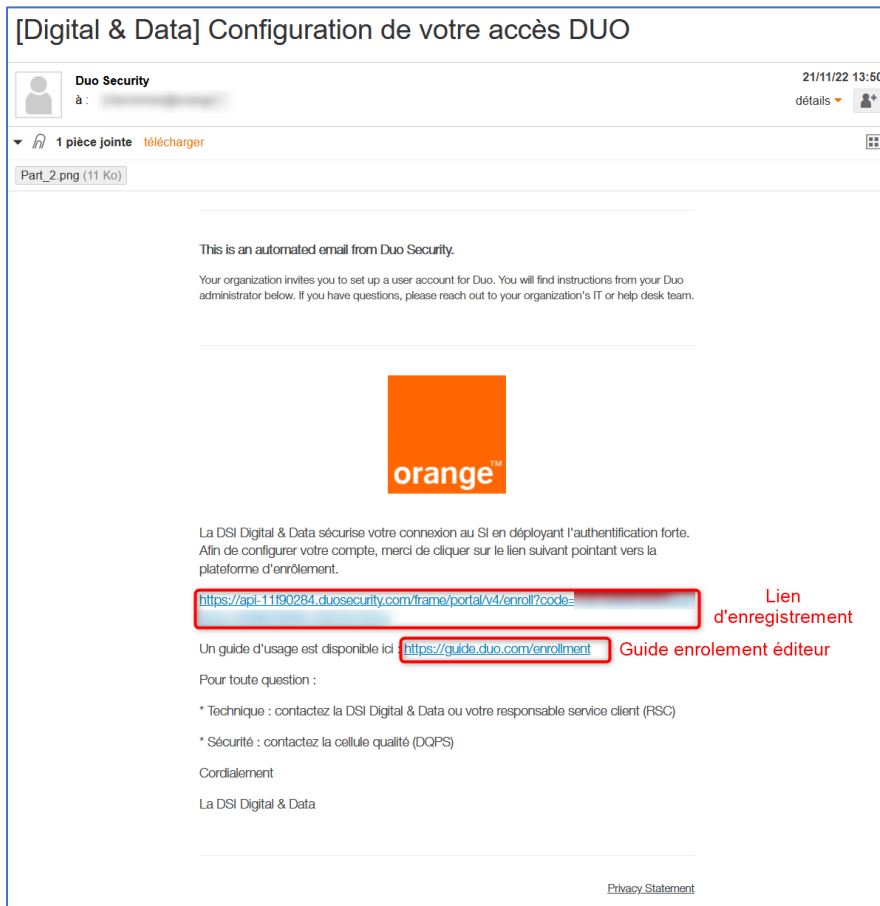 [Digital & Data] Configuration de votre accès DUO
Duo Security
21/11/22 13:50
à :
détails
1 pièce jointe télécharger
Part_2.png (11 Ko)
This is an automated email from Duo Security.
Your organization invites you to set up a user account for Duo. You will find instructions from your Duo
administrator below. If you have questions, please reach out to your organization's IT or help desk team.
orange™
La DSI Digital & Data sécurise votre connexion au SI en déployant l'authentification forte.
Afin de configurer votre compte, merci de cliquer sur le lien suivant pointant vers la
plateforme d'enrôlement.
https://api-11f90284.duosecurity.com/frame/portal/v4/enroll?code=
Lien
d'enregistrement
Un guide d'usage est disponible ici : https://guide.duo.com/enrollment Guide enrolement éditeur
Pour toute question :
* Technique : contactez la DSI Digital & Data ou votre responsable service client (RSC)
* Sécurité : contactez la cellule qualité (DQPS)
Cordialement
La DSI Digital & Data
Privacy Statement